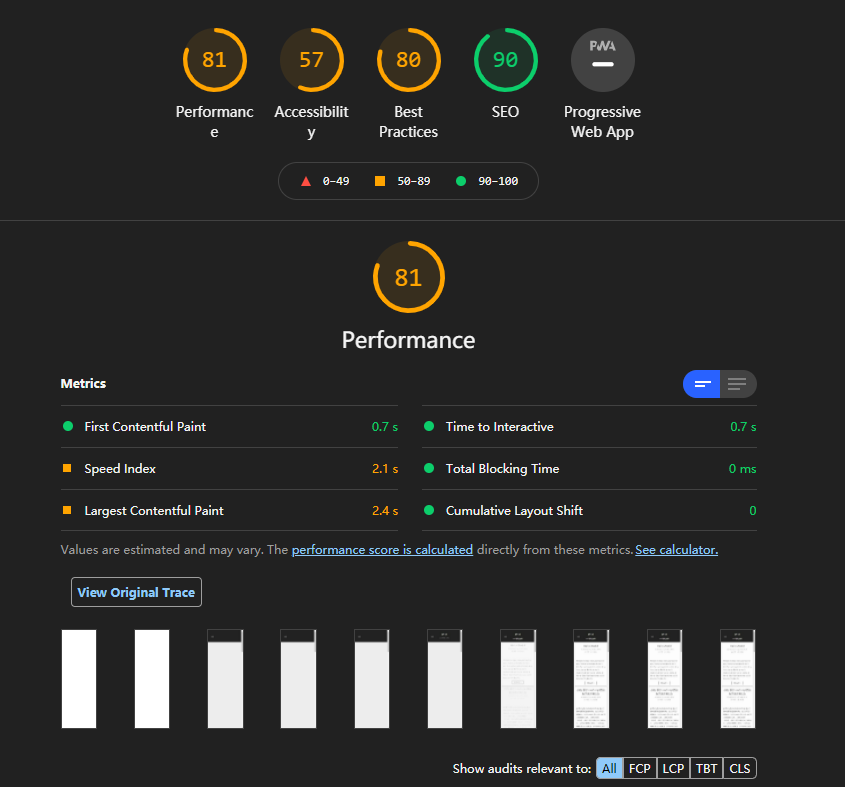 81 57 80 90 PWA
Performanc
e
Accessibilit
y
Best
Practices
SEO
Progressive
Web App
0–49 50–89 90–100
81
Performance
Metrics
First Contentful Paint 0.7 s
Time to Interactive 0.7 s
Speed Index 2.1 s
Total Blocking Time 0 ms
Largest Contentful Paint 2.4 s
Cumulative Layout Shift 0
Values are estimated and may vary. The performance score is calculated directly from these metrics. See calculator.
View Original Trace
Show audits relevant to: All FCP LCP TBT CLS